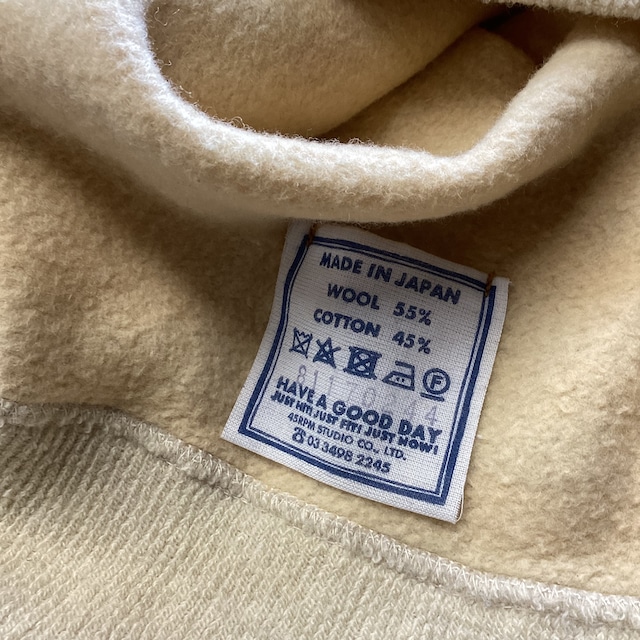 MADE IN JAPAN
WOOL 55%
COTTON 45%
HAVE A GOOD DAY
JUST HIT! JUST FIT! JUST NOW!
45RPM STUDIO CO., LTD.
☎ 03 3498 2245